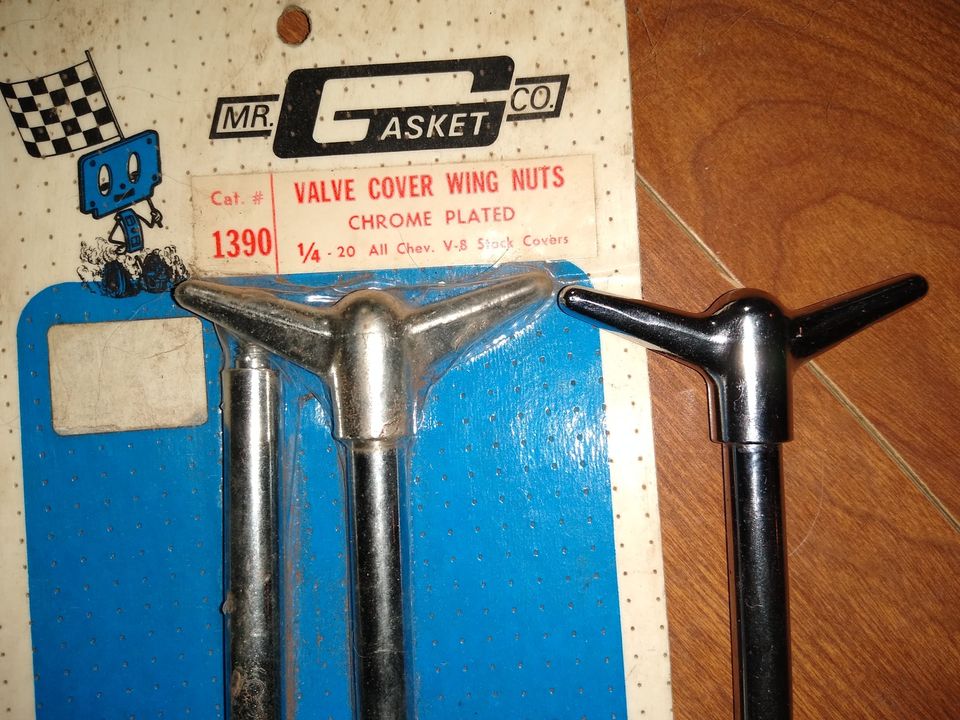 MR. GASKET CO.
Cat. #
1390
VALVE COVER WING NUTS
CHROME PLATED
1/4 - 20 All Chev. V-8 Stock Covers